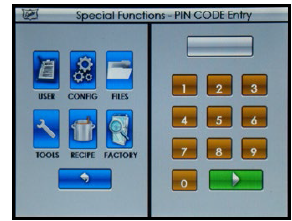 Special Functions - PIN CODE Entry
USER CONFIG FILES
TOOLS RECIPE FACTORY
1 2 3
4 5 6
7 8 9
0